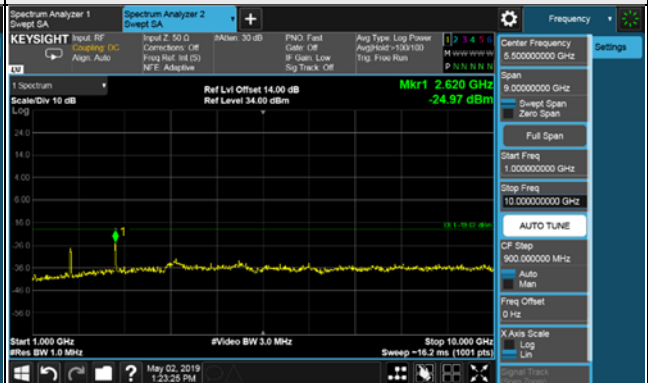 Spectrum Analyzer 1
Swept SA
Spectrum Analyzer 2
Swept SA
Frequency
KEYSIGHT
Input: RF
Coupling: DC
Align: Auto
Input Z: 50 Ω
Corrections: Off
Freq Ref: Int (S)
NFE: Adaptive
#Atten: 30 dB
PNO: Fast
Gate: Off
IF Gain: Low
Sig Track: Off
Avg Type: Log Power
Avg|Hold:>100/100
Trig: Free Run
1 2 3 4 5 6
M W W W W W
P N N N N N
Center Frequency
5.500000000 GHz
Settings
1 Spectrum
Scale/Div 10 dB
Log
Ref Lvl Offset 14.00 dB
Ref Level 34.00 dBm
Mkr1 2.620 GHz
-24.97 dBm
Span
9.00000000 GHz
Swept Span
Zero Span
Full Span
Start Freq
1.000000000 GHz
Stop Freq
10.000000000 GHz
AUTO TUNE
CF Step
900.000000 MHz
Auto
Man
Freq Offset
0 Hz
X Axis Scale
Log
Lin
Signal Track
24.0
14.0
4.00
-6.00
-16.0
-26.0
-36.0
-46.0
-56.0
1
Start 1.000 GHz
#Res BW 1.0 MHz
#Video BW 3.0 MHz
Stop 10.000 GHz
Sweep ~16.2 ms (1001 pts)
May 02, 2019
1:23:25 PM